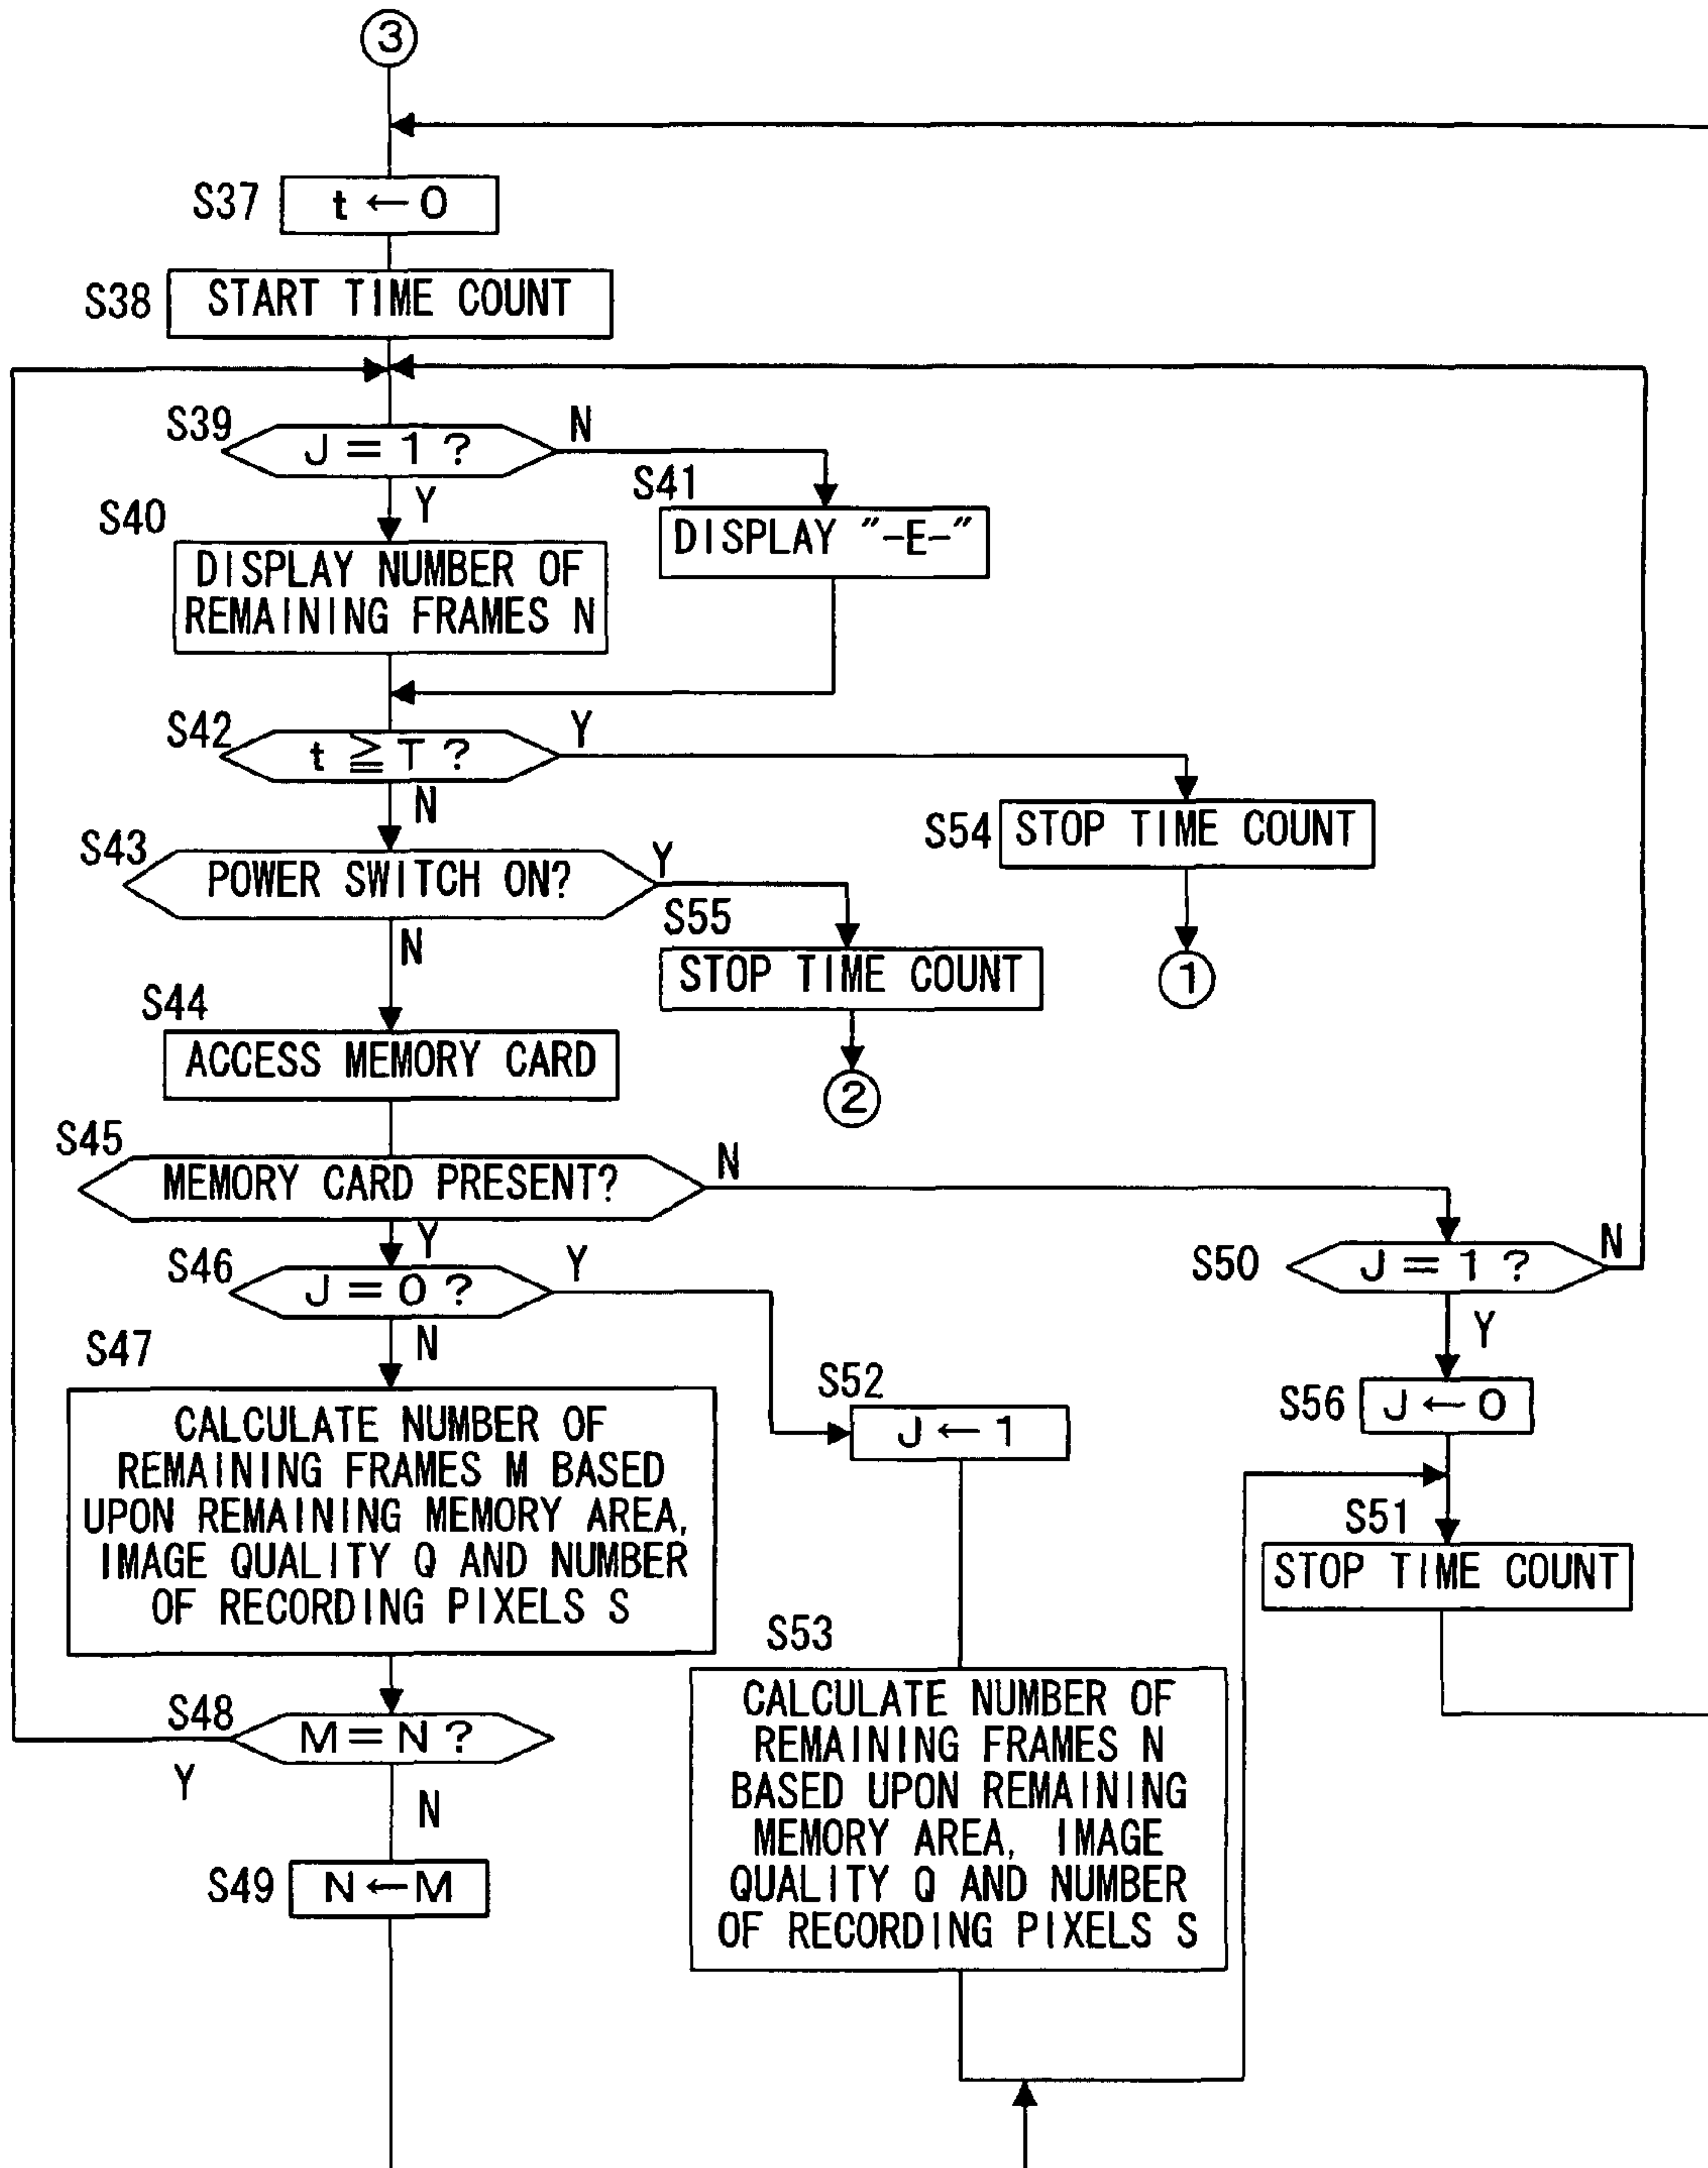 3
S37
t ← 0
S38
START TIME COUNT
S39
J = 1 ?
N
Y
S41
DISPLAY "-E-"
S40
DISPLAY NUMBER OF
REMAINING FRAMES N
S42
t ≧ T ?
Y
N
S54
STOP TIME COUNT
1
S43
POWER SWITCH ON?
Y
N
S55
STOP TIME COUNT
2
S44
ACCESS MEMORY CARD
S45
MEMORY CARD PRESENT?
N
Y
S46
J = 0 ?
Y
N
S50
J = 1 ?
N
Y
S47
CALCULATE NUMBER OF
REMAINING FRAMES M BASED
UPON REMAINING MEMORY AREA,
IMAGE QUALITY Q AND NUMBER
OF RECORDING PIXELS S
S52
J ← 1
S56
J ← 0
S51
STOP TIME COUNT
S53
CALCULATE NUMBER OF
REMAINING FRAMES N
BASED UPON REMAINING
MEMORY AREA, IMAGE
QUALITY Q AND NUMBER
OF RECORDING PIXELS S
S48
M = N ?
Y
N
S49
N ← M